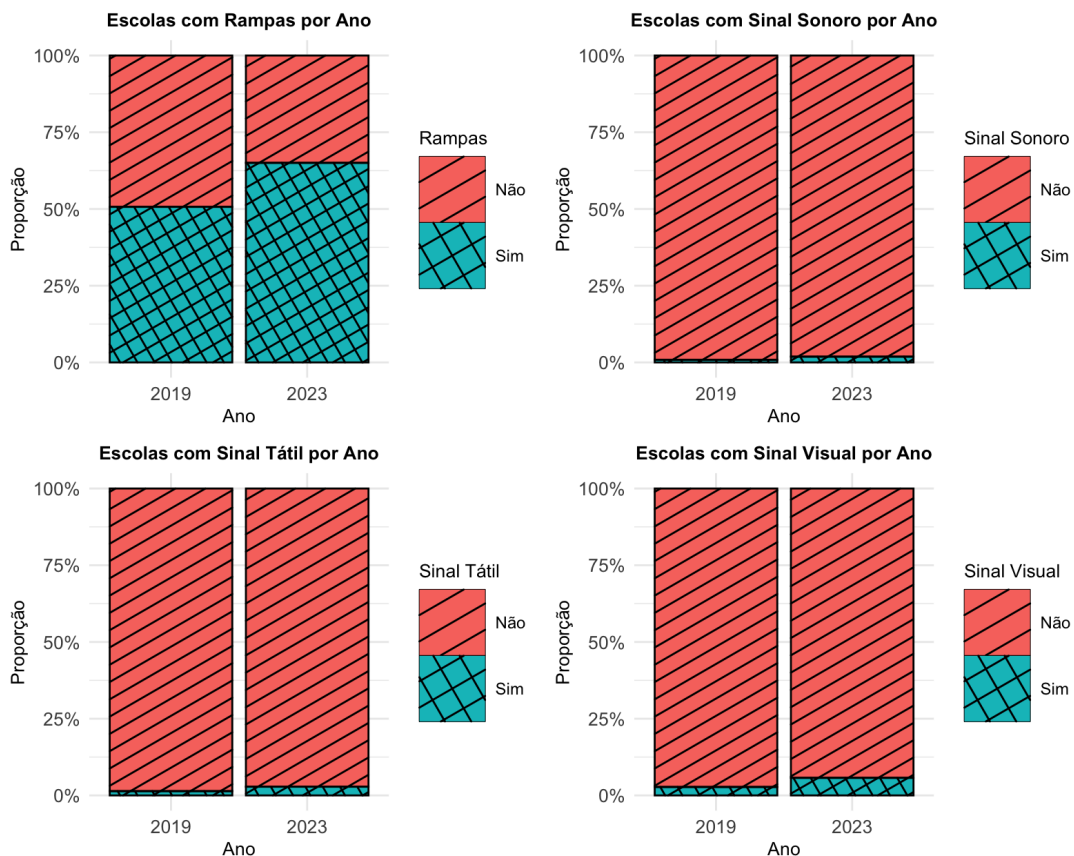 Escolas com Rampas por Ano
100%
75%
50%
25%
0%
Proporção
2019
2023
Ano
Rampas
Não
Sim
Escolas com Sinal Sonoro por Ano
100%
75%
50%
25%
0%
Proporção
2019
2023
Ano
Sinal Sonoro
Não
Sim
Escolas com Sinal Tátil por Ano
100%
75%
50%
25%
0%
Proporção
2019
2023
Ano
Sinal Tátil
Não
Sim
Escolas com Sinal Visual por Ano
100%
75%
50%
25%
0%
Proporção
2019
2023
Ano
Sinal Visual
Não
Sim